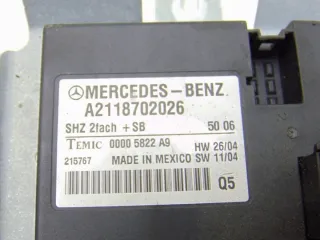 MERCEDES-BENZ
A2118702026
SHZ 2fach + SB 50 06
TEMIC 0000 5822 A9 HW 26/04
215767 MADE IN MEXICO SW 11/04
Q5